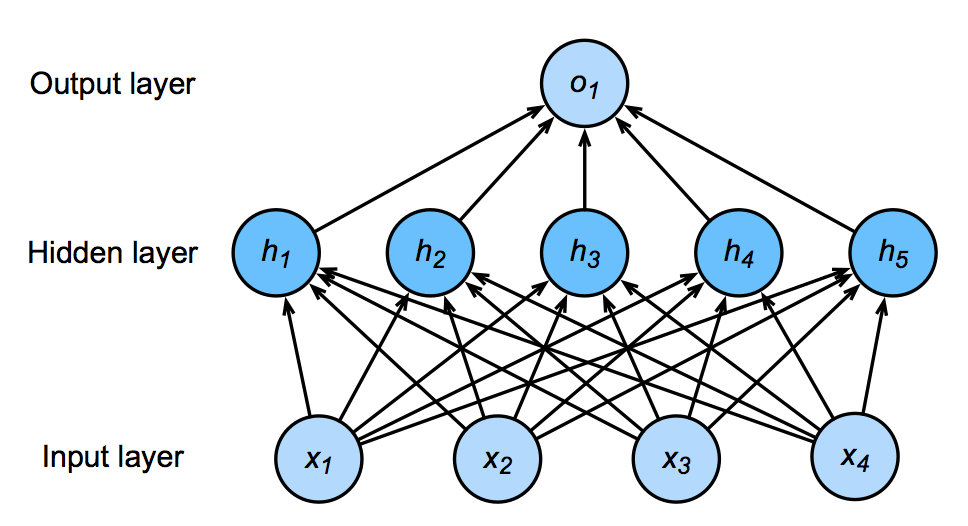 Output layer
o1
Hidden layer
h1 h2 h3 h4 h5
Input layer
x1 x2 x3 x4